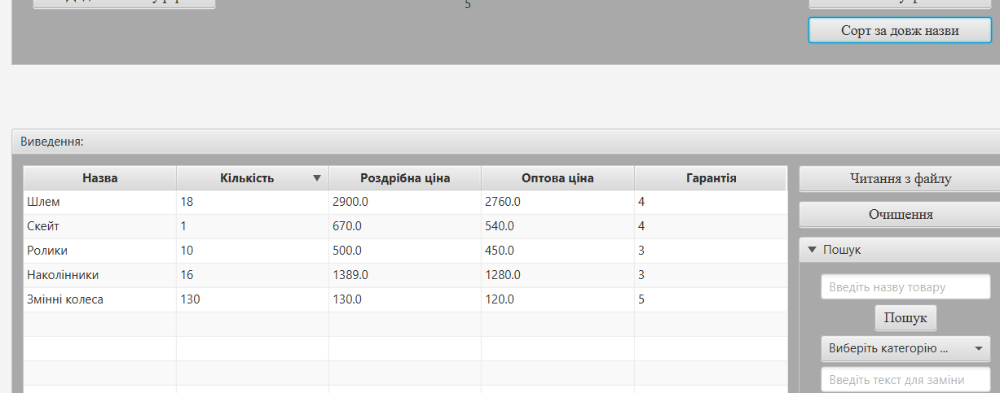 5
Сорт за довж назви
Виведення:
Назва Кількість Роздрібна ціна Оптова ціна Гарантія
Шлем 18 2900.0 2760.0 4
Скейт 1 670.0 540.0 4
Ролики 10 500.0 450.0 3
Наколінники 16 1389.0 1280.0 3
Змінні колеса 130 130.0 120.0 5
Читання з файлу
Очищення
Пошук
Введіть назву товару
Пошук
Виберіть категорію ...
Введіть текст для заміни